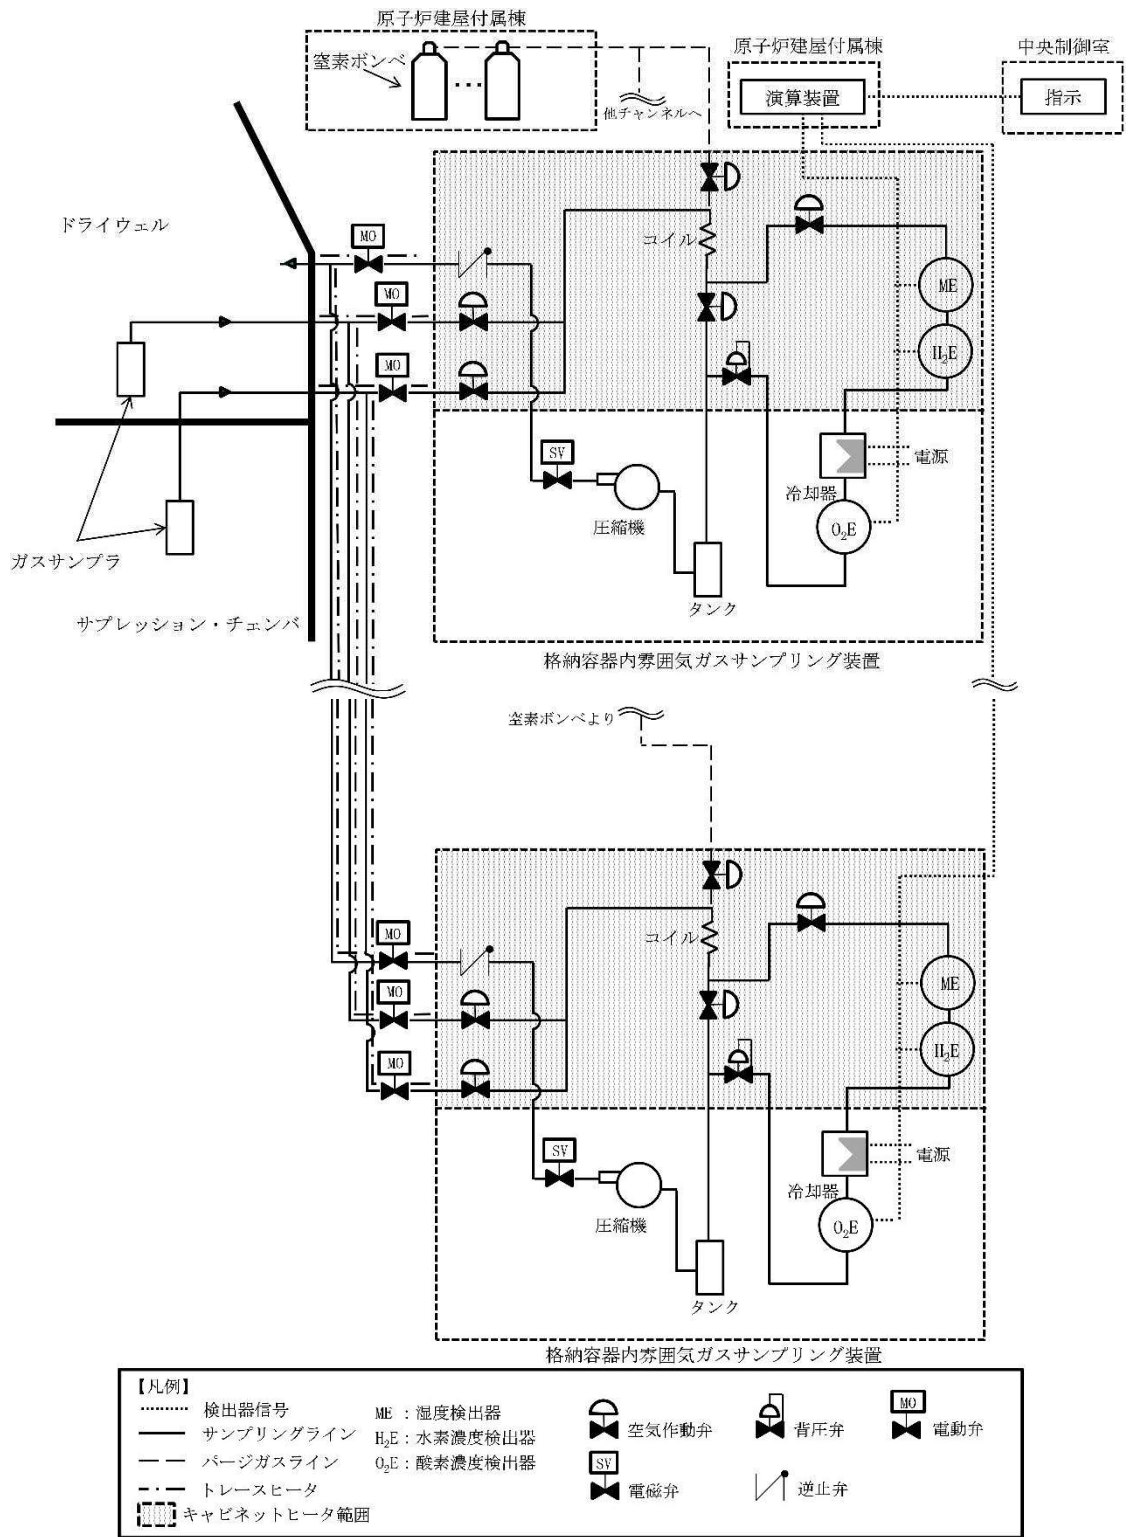 原子炉建屋付属棟
窒素ボンベ
他チャンネルへ
原子炉建屋付属棟
演算装置
中央制御室
指示
ドライウェル
MO
MO
MO
コイル
ME
H₂E
SV
圧縮機
タンク
電源
冷却器
O₂E
ガスサンプラ
サプレッション・チェンバ
格納容器内雰囲気ガスサンプリング装置
窒素ボンベより
MO
MO
MO
コイル
ME
H₂E
SV
圧縮機
タンク
電源
冷却器
O₂E
格納容器内雰囲気ガスサンプリング装置
【凡例】
検出器信号
サンプリングライン
パージガスライン
トレースヒータ
キャビネットヒータ範囲
ME :湿度検出器
H₂E:水素濃度検出器
O₂E:酸素濃度検出器
空気作動弁
SV
電磁弁
背圧弁
逆止弁
MO
電動弁